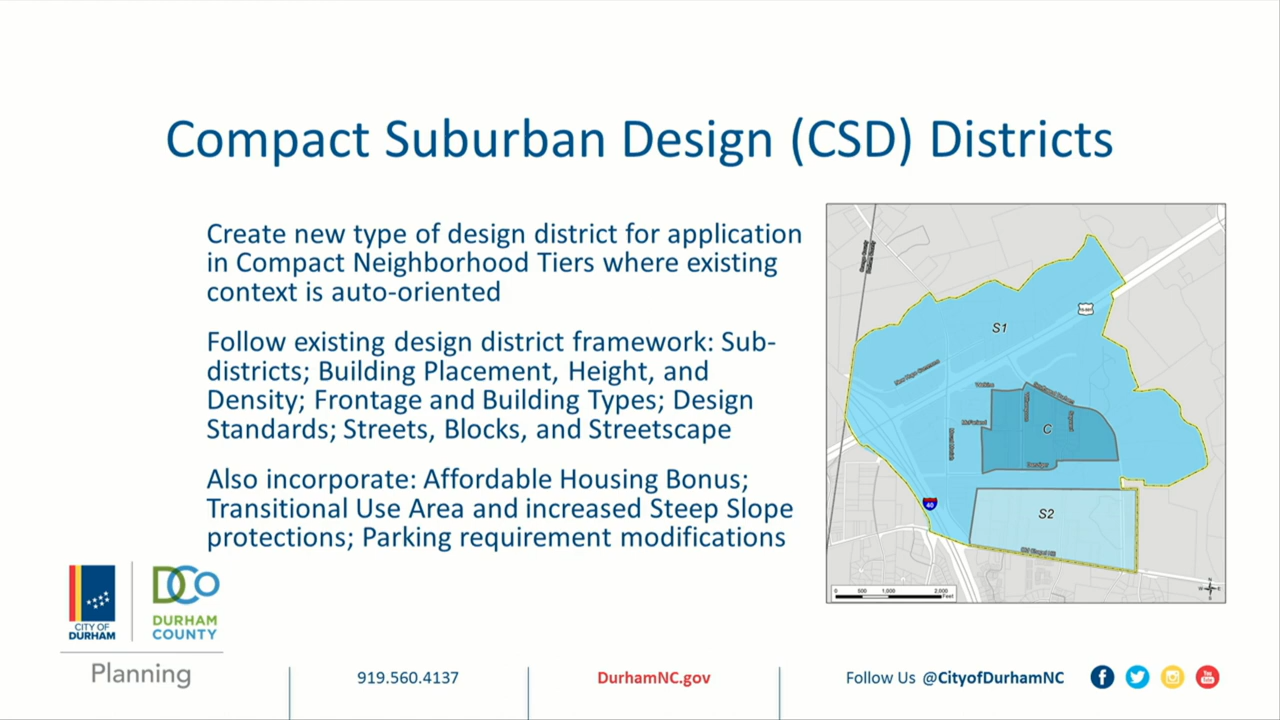 Compact Suburban Design (CSD) Districts
Create new type of design district for application
in Compact Neighborhood Tiers where existing
context is auto-oriented
Follow existing design district framework: Sub-
districts; Building Placement, Height, and
Density; Frontage and Building Types; Design
Standards; Streets, Blocks, and Streetscape
Also incorporate: Affordable Housing Bonus;
Transitional Use Area and increased Steep Slope
protections; Parking requirement modifications
S1
C
S2
40
0 500 1,000 2,000
Feet
N
W E
S
CITY OF
DURHAM
DCO
DURHAM
COUNTY
Planning
919.560.4137
DurhamNC.gov
Follow Us @CityofDurhamNC